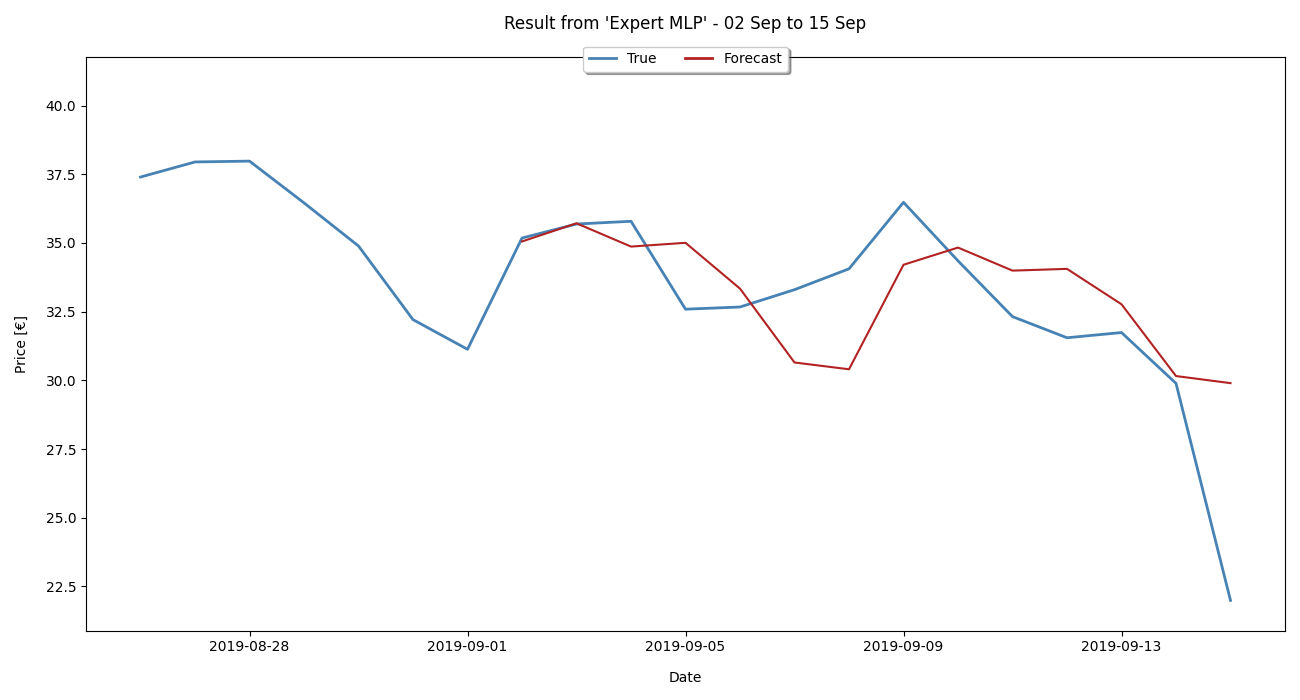 Result from 'Expert MLP' - 02 Sep to 15 Sep
True Forecast
40.0
37.5
35.0
32.5
30.0
27.5
25.0
22.5
Price [€]
2019-08-28 2019-09-01 2019-09-05 2019-09-09 2019-09-13
Date